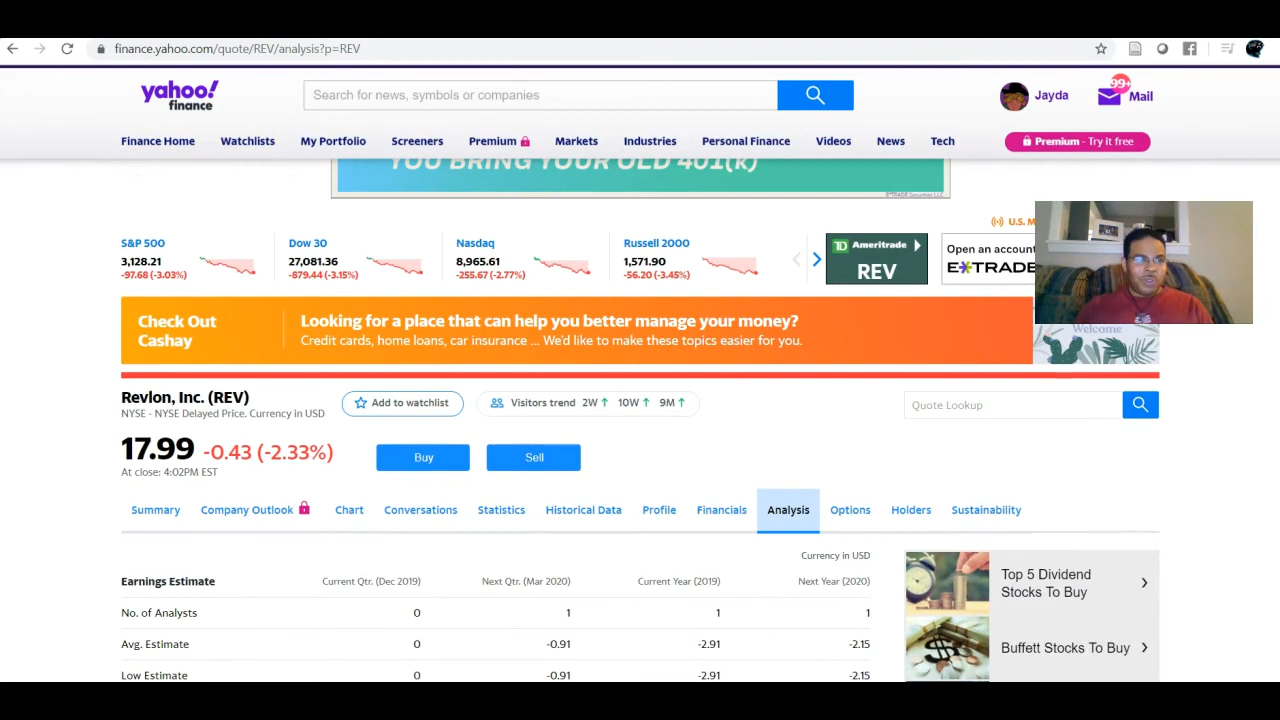 finance.yahoo.com/quote/REV/analysis?p=REV
yahoo!
finance
Search for news, symbols or companies
Jayda
99+
Mail
Finance Home Watchlists My Portfolio Screeners Premium Markets Industries Personal Finance Videos News Tech
Premium - Try it free
YOU BRING YOUR OLD 401(k)
E*TRADE Securities LLC
U.S. M
S&P 500 Dow 30 Nasdaq Russell 2000
3,128.21 27,081.36 8,965.61 1,571.90
-97.68 (-3.03%) -879.44 (-3.15%) -255.67 (-2.77%) -56.20 (-3.45%)
TD Ameritrade
REV
Open an account
E*TRADE
Check Out
Cashay
Looking for a place that can help you better manage your money?
Credit cards, home loans, car insurance ... We'd like to make these topics easier for you.
Welcome
Revlon, Inc. (REV)
NYSE - NYSE Delayed Price. Currency in USD
Add to watchlist
Visitors trend 2W↑ 10W↑ 9M↑
Quote Lookup
17.99 -0.43 (-2.33%)
At close: 4:02PM EST
Buy
Sell
Summary Company Outlook Chart Conversations Statistics Historical Data Profile Financials Analysis Options Holders Sustainability
Currency in USD
Earnings Estimate Current Qtr. (Dec 2019) Next Qtr. (Mar 2020) Current Year (2019) Next Year (2020)
No. of Analysts 0 1 1 1
Avg. Estimate 0 -0.91 -2.91 -2.15
Low Estimate 0 -0.91 -2.91 -2.15
Top 5 Dividend
Stocks To Buy
Buffett Stocks To Buy